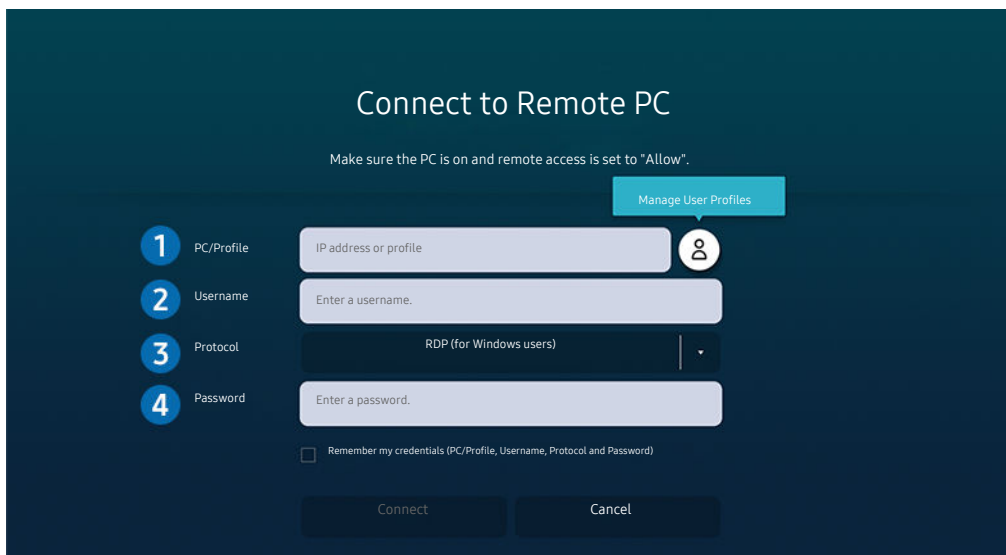 Connect to Remote PC
Make sure the PC is on and remote access is set to "Allow".
Manage User Profiles
1 PC/Profile IP address or profile
2 Username Enter a username.
3 Protocol RDP (for Windows users)
4 Password Enter a password.
Remember my credentials (PC/Profile, Username, Protocol and Password)
Connect Cancel